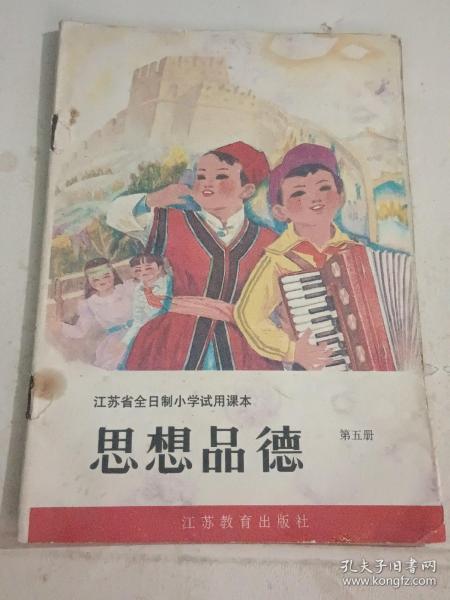 江苏省全日制小学试用课本
思想品德
第五册
江苏教育出版社
孔夫子旧书网
www.kongfz.com